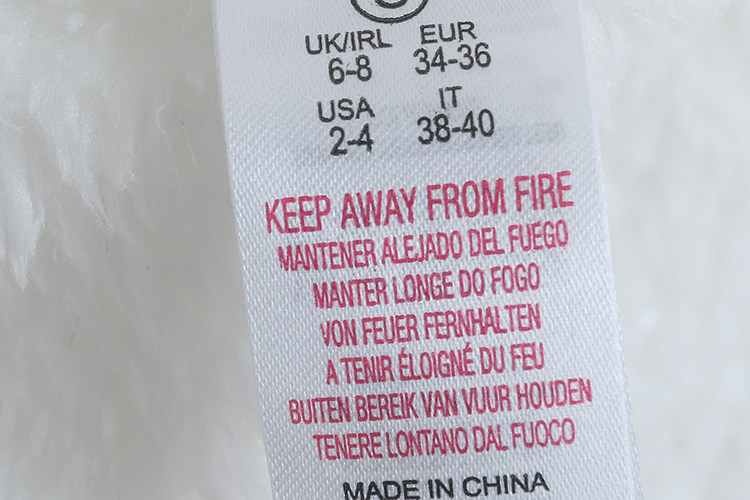 UK/IRL EUR
6-8 34-36
USA IT
2-4 38-40
KEEP AWAY FROM FIRE
MANTENER ALEJADO DEL FUEGO
MANTER LONGE DO FOGO
VON FEUER FERNHALTEN
A TENIR ÉLOIGNÉ DU FEU
BUITEN BEREIK VAN VUUR HOUDEN
TENERE LONTANO DAL FUOCO
MADE IN CHINA